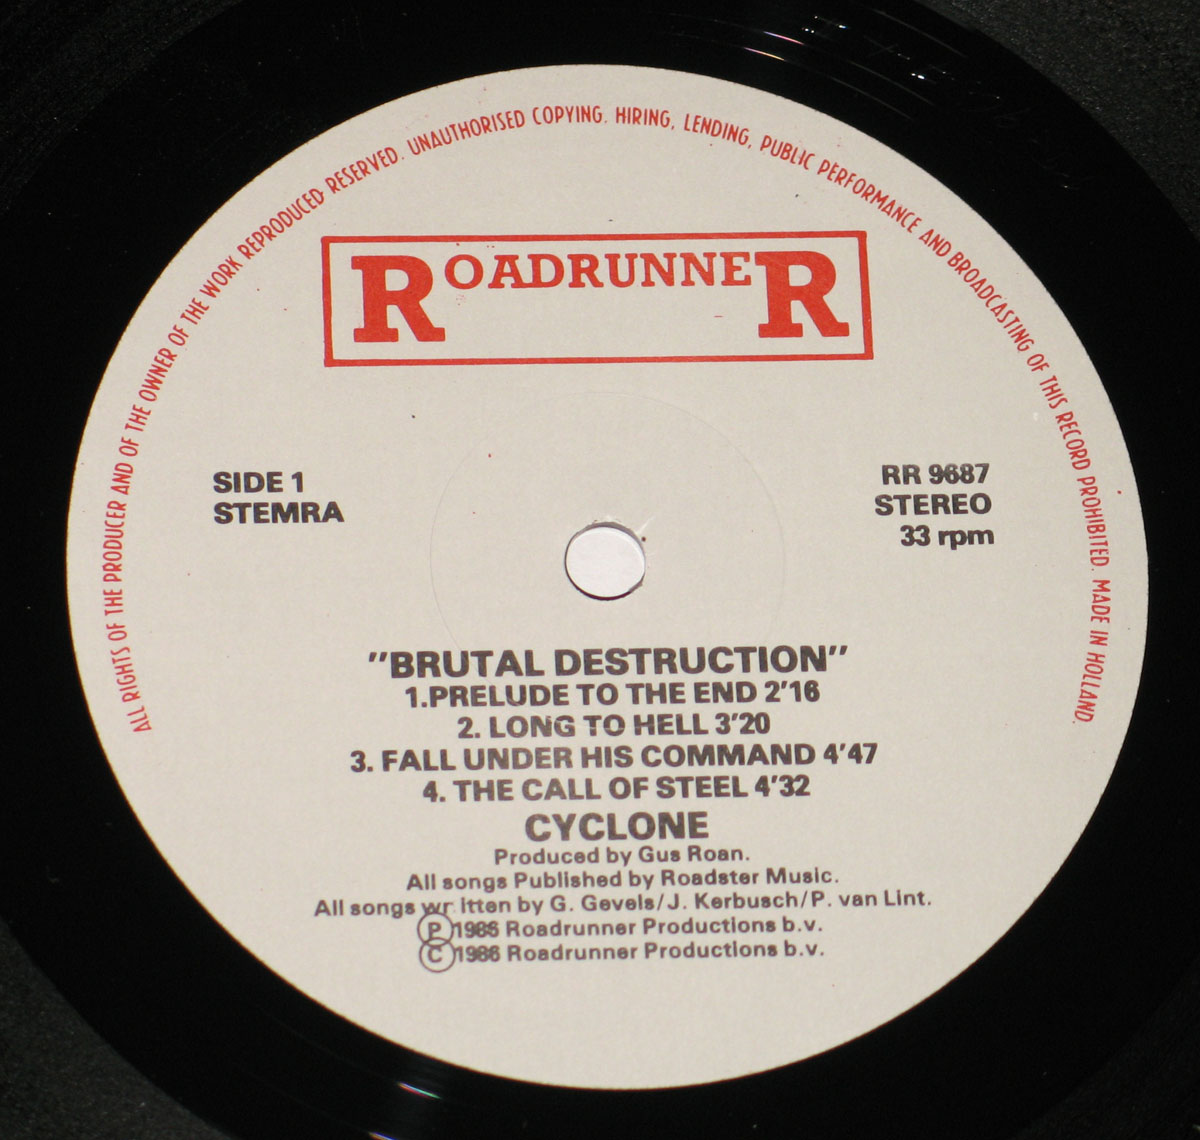 ALL RIGHTS OF THE PRODUCER AND OF THE OWNER OF THE WORK REPRODUCED RESERVED. UNAUTHORISED COPYING. HIRING, LENDING, PUBLIC PERFORMANCE AND BROADCASTING OF THIS RECORD PROHIBITED. MADE IN HOLLAND.
ROADRUNNER
SIDE 1
STEMRA
RR 9687
STEREO
33 rpm
"BRUTAL DESTRUCTION"
1.PRELUDE TO THE END 2'16
2. LONG TO HELL 3'20
3. FALL UNDER HIS COMMAND 4'47
4. THE CALL OF STEEL 4'32
CYCLONE
Produced by Gus Roan.
All songs Published by Roadster Music.
All songs wr itten by G. Gevels/J. Kerbusch/P. van Lint.
Ⓟ1986 Roadrunner Productions b.v.
©1986 Roadrunner Productions b.v.